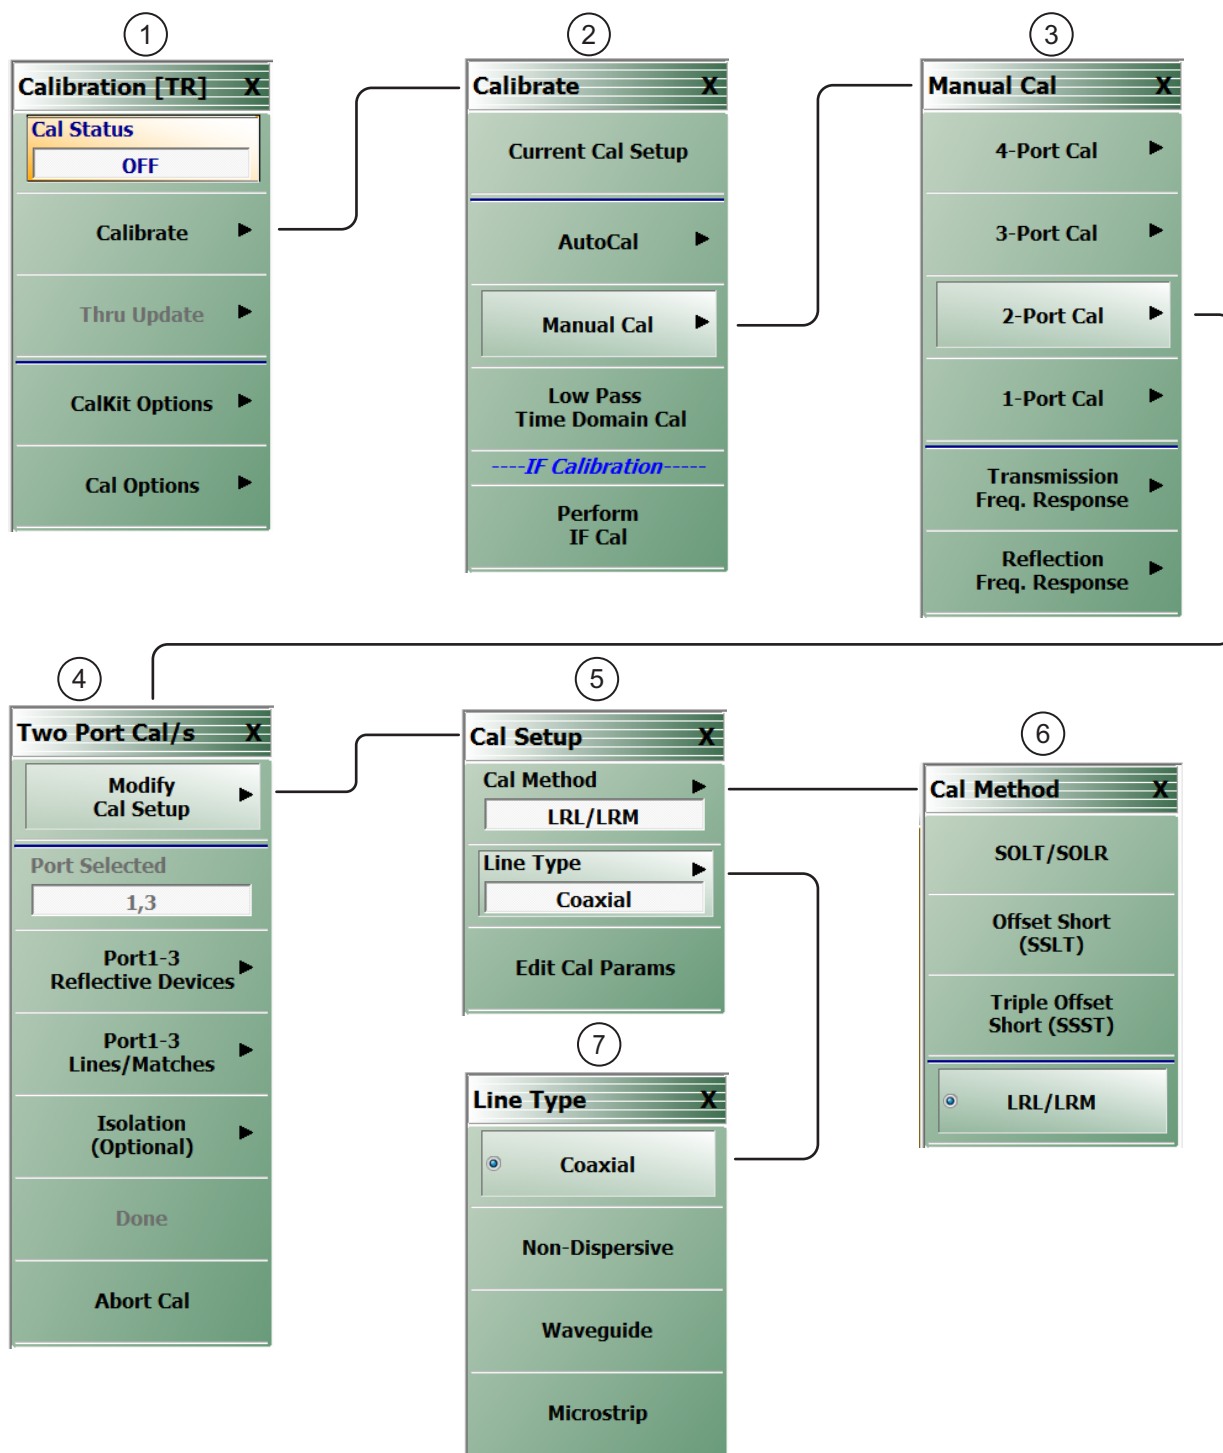 1
Calibration [TR] X
Cal Status
OFF
Calibrate
Thru Update
CalKit Options
Cal Options
2
Calibrate X
Current Cal Setup
AutoCal
Manual Cal
Low Pass
Time Domain Cal
----IF Calibration-----
Perform
IF Cal
3
Manual Cal X
4-Port Cal
3-Port Cal
2-Port Cal
1-Port Cal
Transmission
Freq. Response
Reflection
Freq. Response
4
Two Port Cal/s X
Modify
Cal Setup
Port Selected
1,3
Port1-3
Reflective Devices
Port1-3
Lines/Matches
Isolation
(Optional)
Done
Abort Cal
5
Cal Setup X
Cal Method
LRL/LRM
Line Type
Coaxial
Edit Cal Params
6
Cal Method X
SOLT/SOLR
Offset Short
(SSLT)
Triple Offset
Short (SSST)
LRL/LRM
7
Line Type X
Coaxial
Non-Dispersive
Waveguide
Microstrip